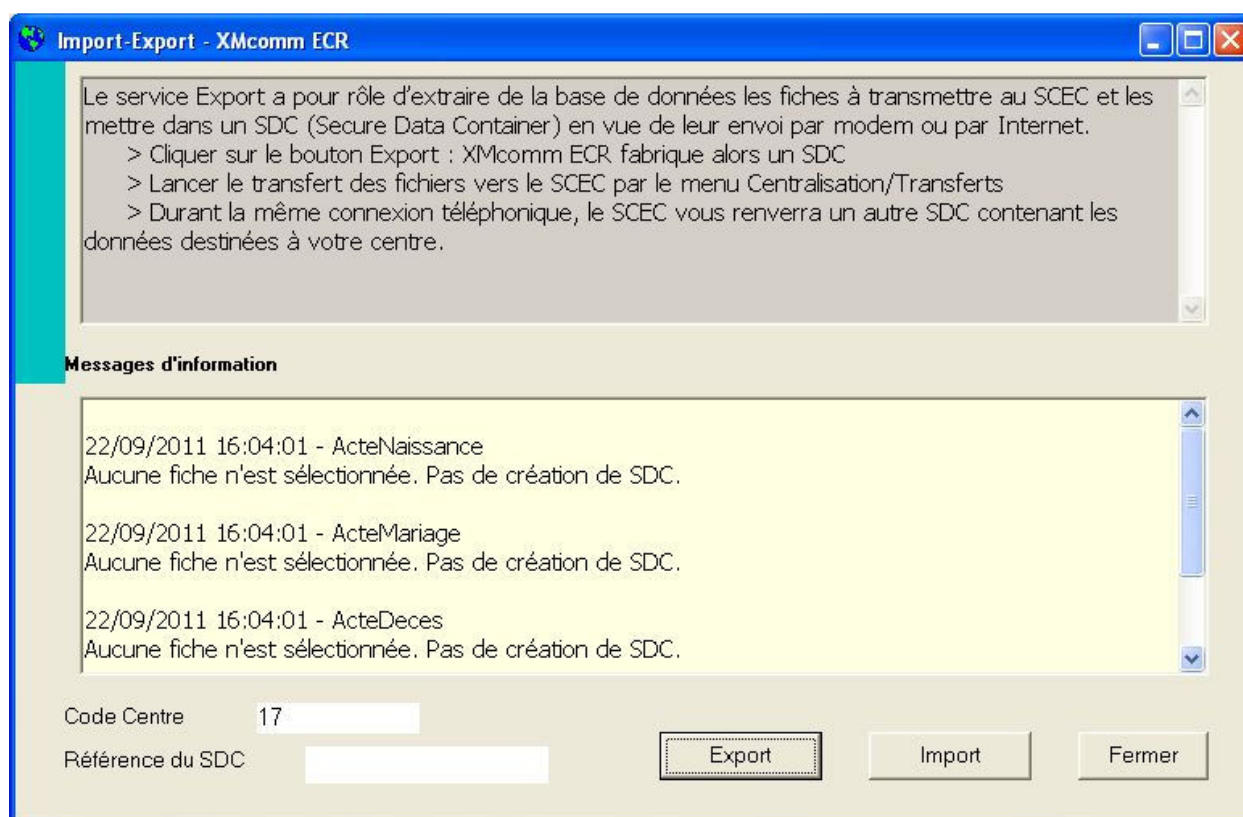 Import-Export - XMcomm ECR
Le service Export a pour rôle d'extraire de la base de données les fiches à transmettre au SCEC et les
mettre dans un SDC (Secure Data Container) en vue de leur envoi par modem ou par Internet.
> Cliquer sur le bouton Export : XMcomm ECR fabrique alors un SDC
> Lancer le transfert des fichiers vers le SCEC par le menu Centralisation/Transferts
> Durant la même connexion téléphonique, le SCEC vous renverra un autre SDC contenant les
données destinées à votre centre.
Messages d'information
22/09/2011 16:04:01 - ActeNaissance
Aucune fiche n'est sélectionnée. Pas de création de SDC.
22/09/2011 16:04:01 - ActeMariage
Aucune fiche n'est sélectionnée. Pas de création de SDC.
22/09/2011 16:04:01 - ActeDeces
Aucune fiche n'est sélectionnée. Pas de création de SDC.
Code Centre 17
Référence du SDC
Export Import Fermer